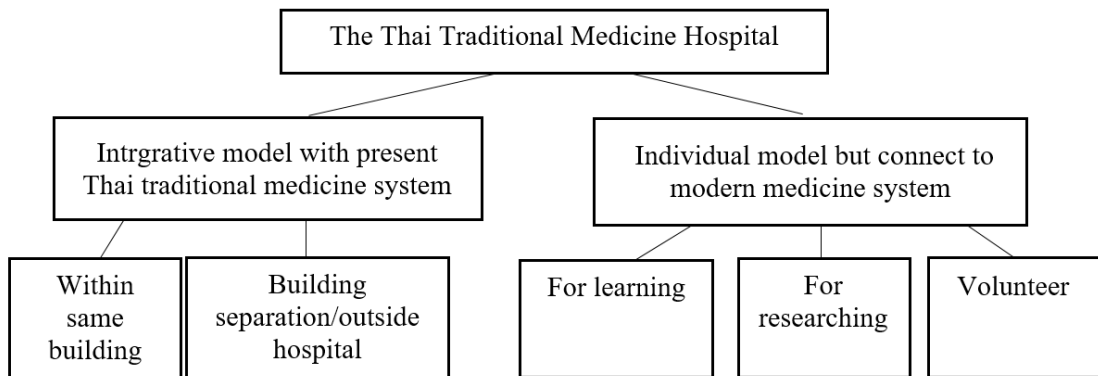 The Thai Traditional Medicine Hospital
Intrgrative model with present
Thai traditional medicine system
Individual model but connect to
modern medicine system
Within
same
building
Building
separation/outside
hospital
For learning
For
researching
Volunteer